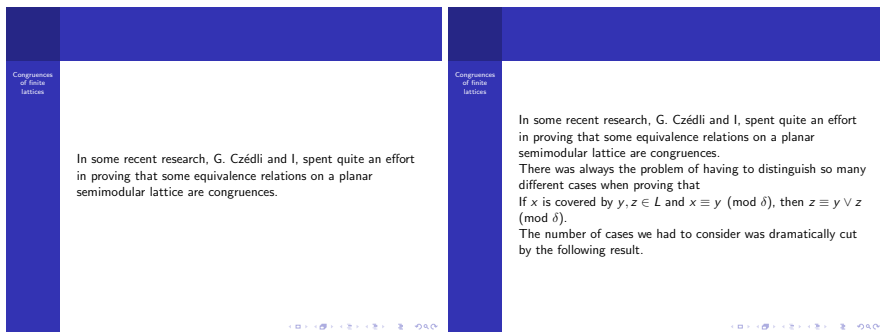 Congruences
of finite
lattices
In some recent research, G. Czédli and I, spent quite an effort
in proving that some equivalence relations on a planar
semimodular lattice are congruences.
Congruences
of finite
lattices
In some recent research, G. Czédli and I, spent quite an effort
in proving that some equivalence relations on a planar
semimodular lattice are congruences.
There was always the problem of having to distinguish so many
different cases when proving that
If x is covered by y, z ∈ L and x ≡ y (mod δ), then z ≡ y ∨ z
(mod δ).
The number of cases we had to consider was dramatically cut
by the following result.